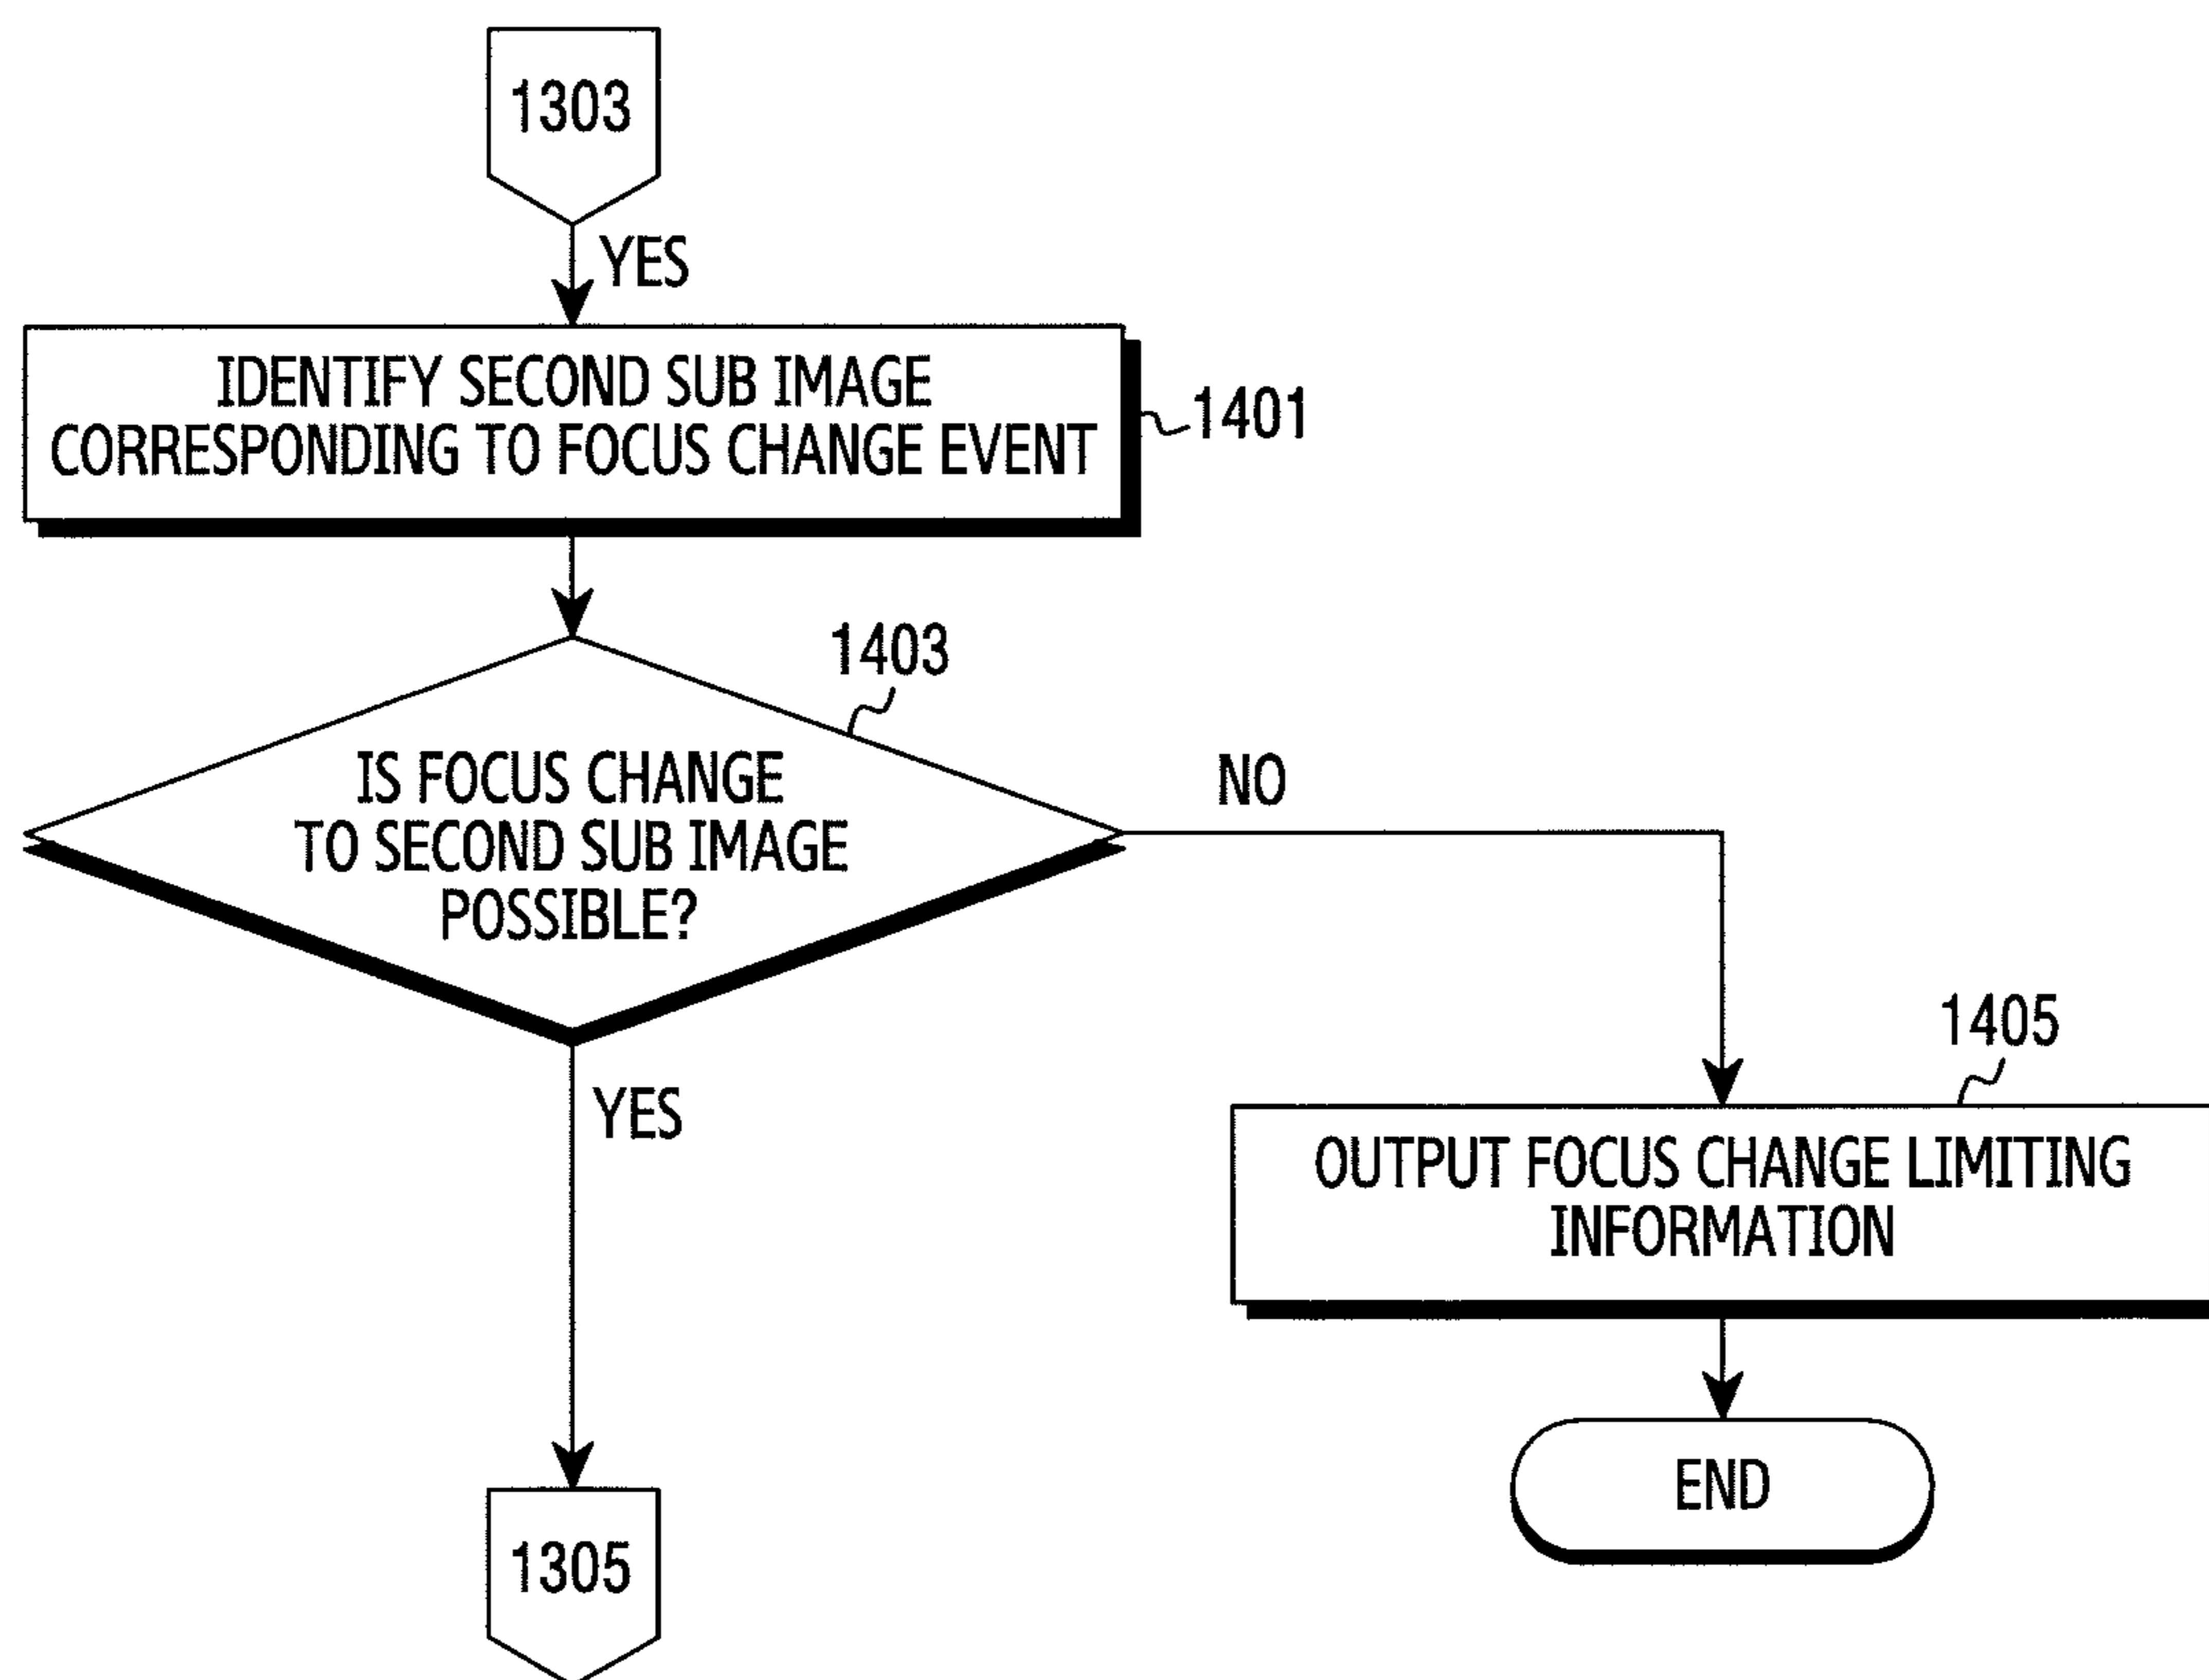 1303
YES
IDENTIFY SECOND SUB IMAGE
CORRESPONDING TO FOCUS CHANGE EVENT
1401
1403
IS FOCUS CHANGE
TO SECOND SUB IMAGE
POSSIBLE?
NO
YES
1405
OUTPUT FOCUS CHANGE LIMITING
INFORMATION
END
1305